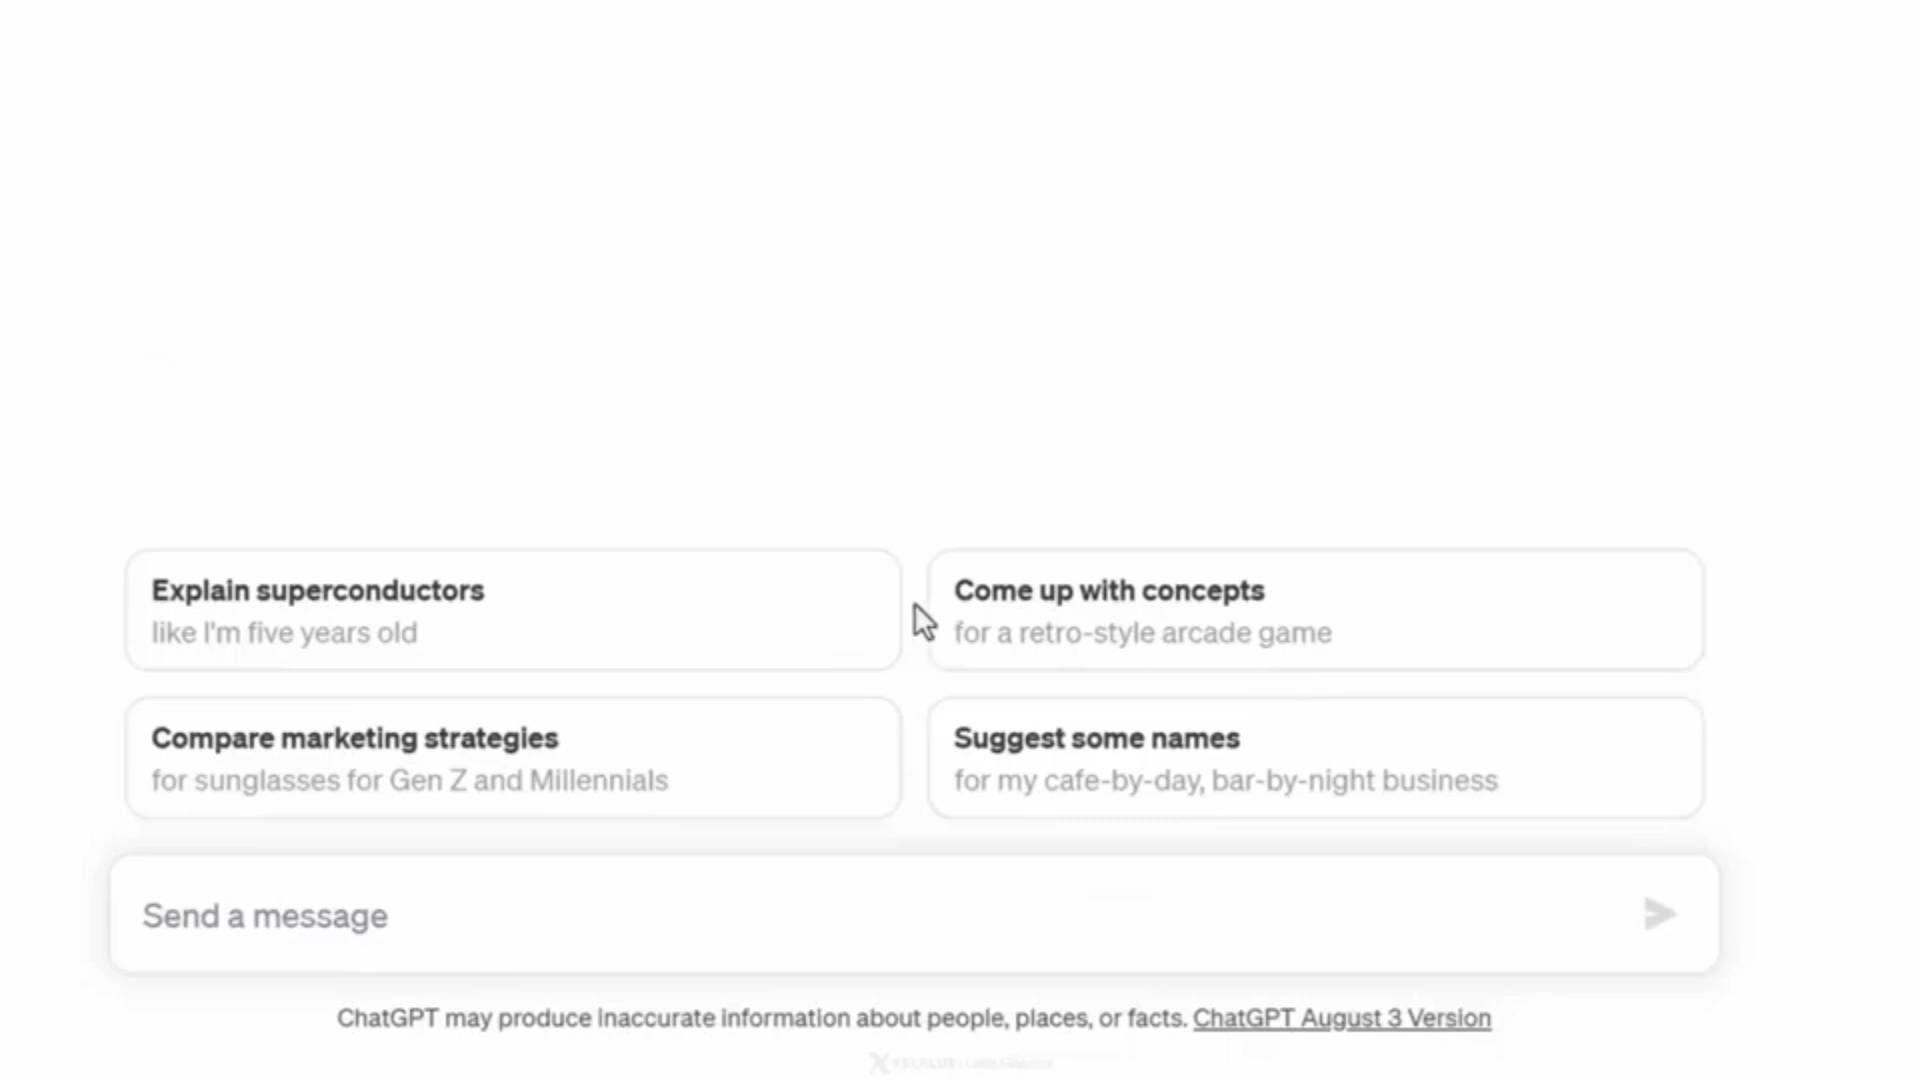 Explain superconductors
like I'm five years old
Come up with concepts
for a retro-style arcade game
Compare marketing strategies
for sunglasses for Gen Z and Millennials
Suggest some names
for my cafe-by-day, bar-by-night business
Send a message
ChatGPT may produce inaccurate information about people, places, or facts. ChatGPT August 3 Version